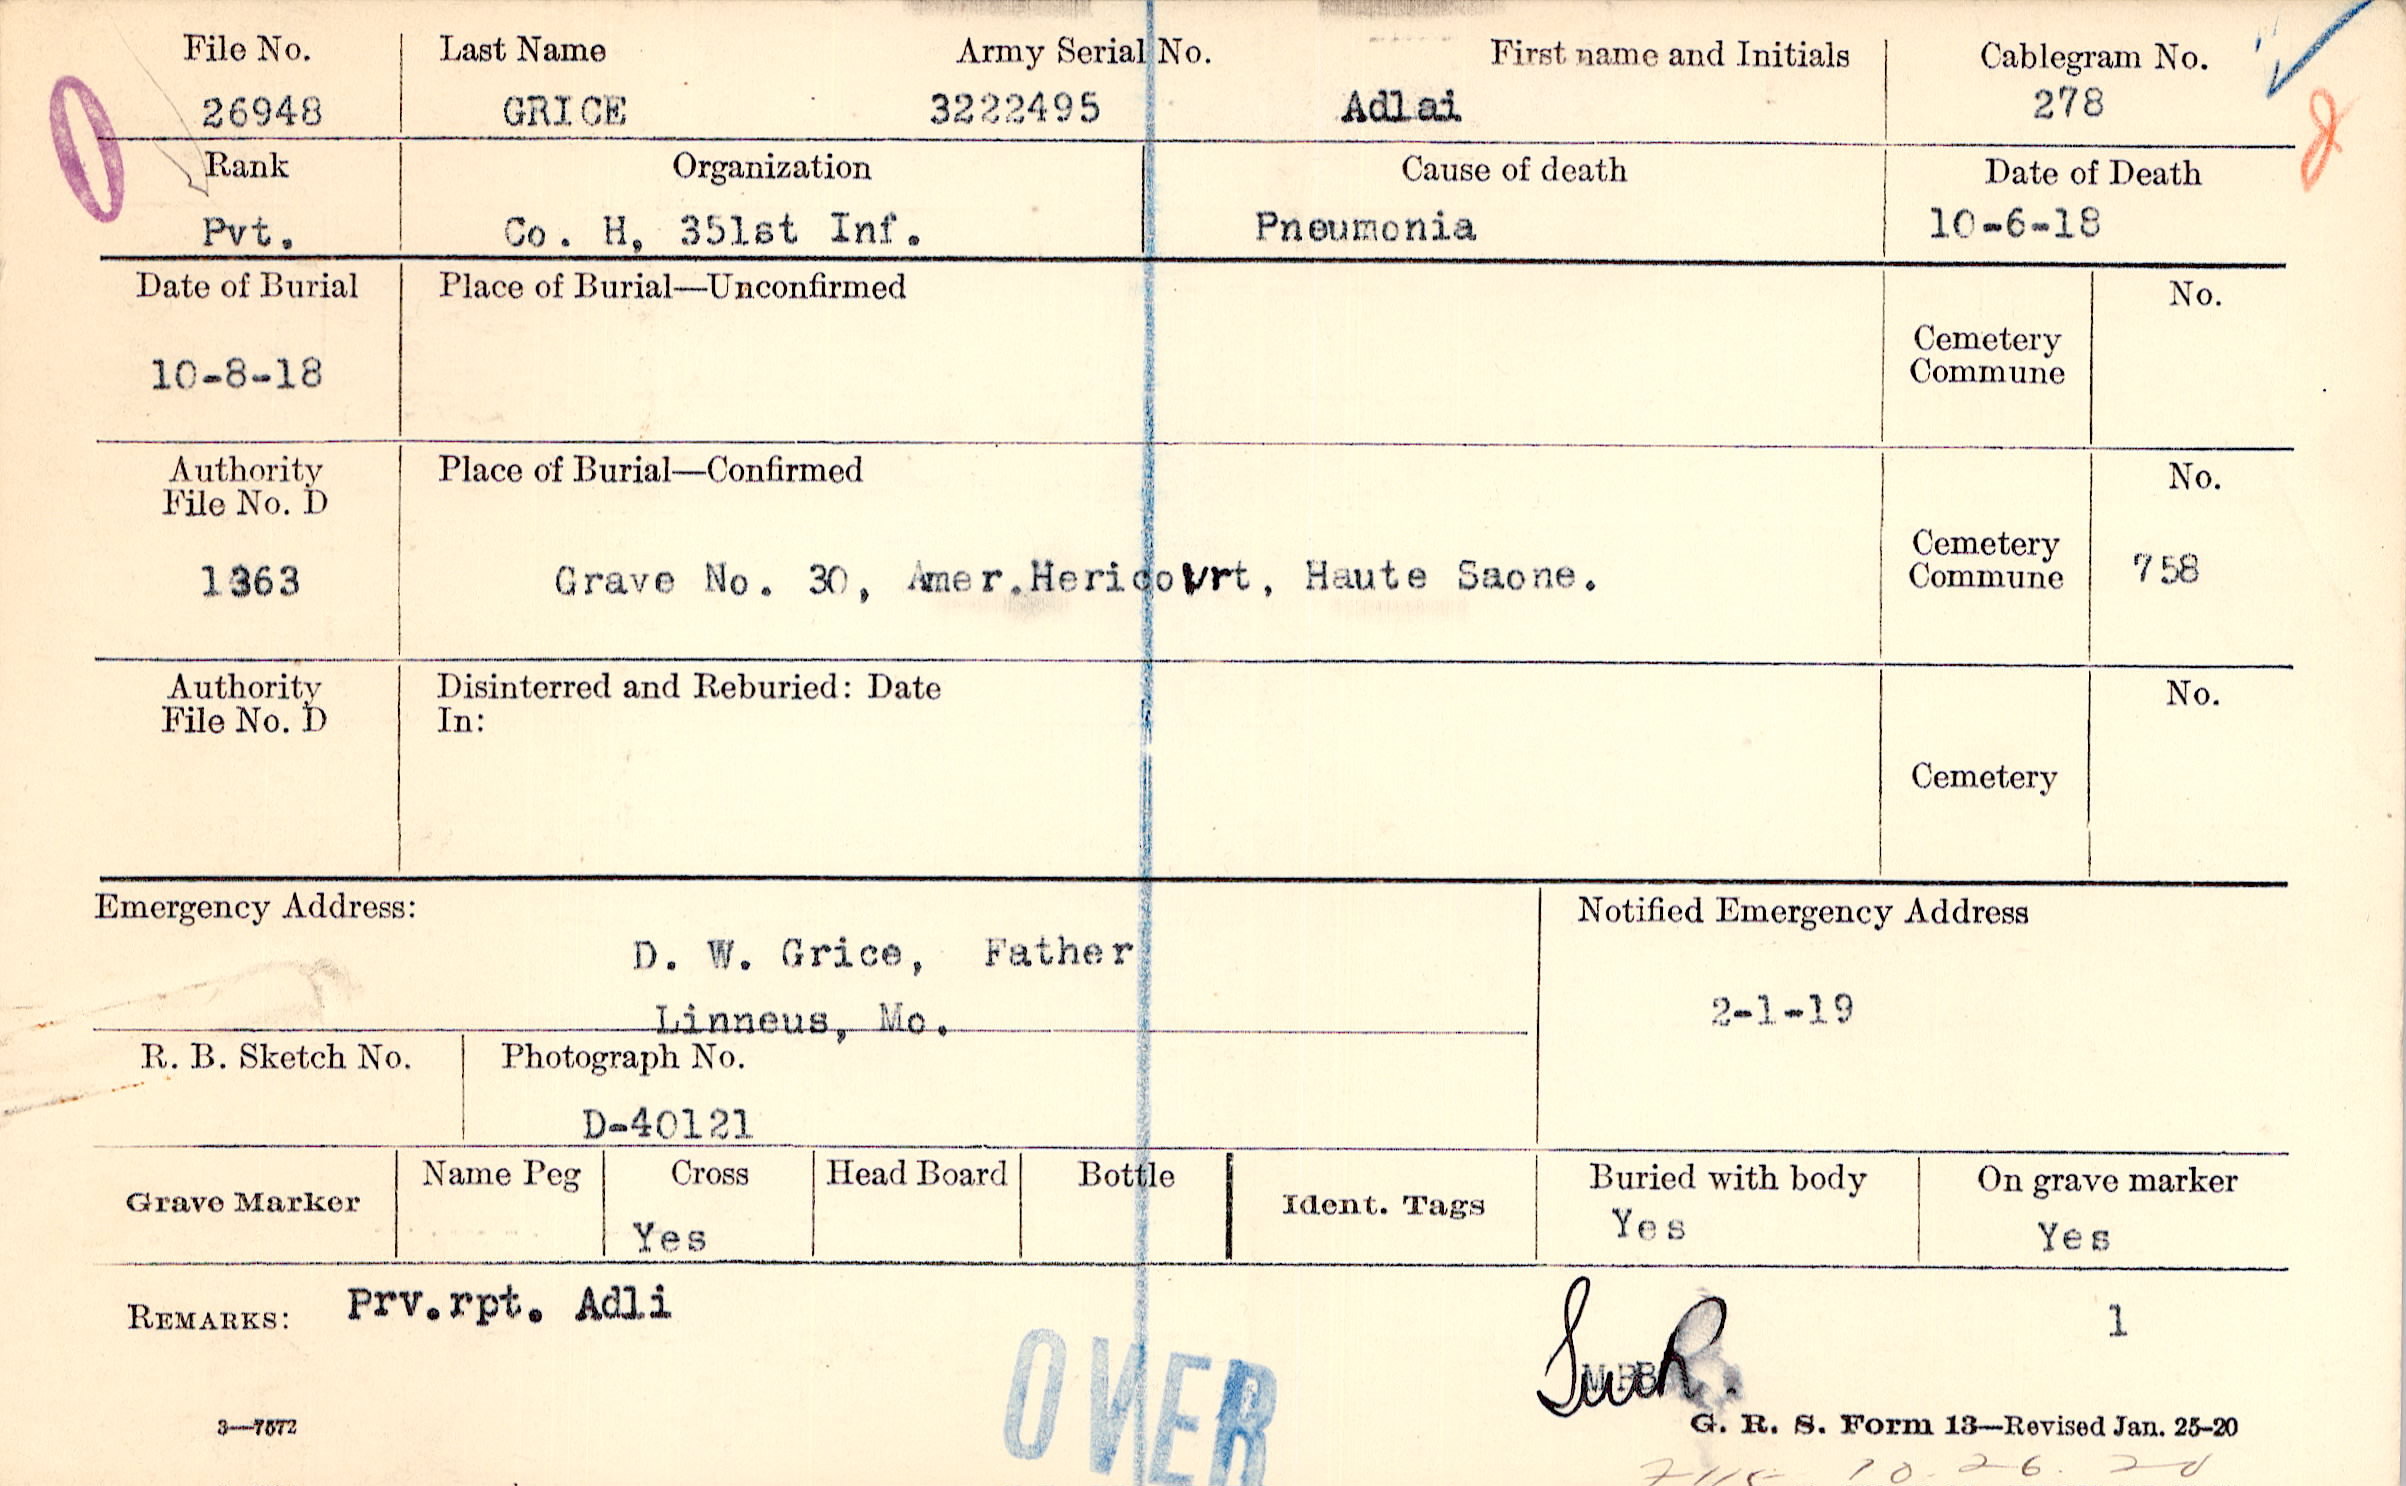 File No. Last Name Army Serial No. First name and Initials Cablegram No.
26948 GRICE 3222495 Adlai 278
Rank Organization Cause of death Date of Death
Pvt. Co. H, 351st Inf. Pneumonia 10-6-18
Date of Burial Place of Burial—Unconfirmed No.
Cemetery
Commune
10-8-18
Authority Place of Burial—Confirmed No.
File No. D
Cemetery
Commune
1363 Grave No. 30, Amer.Hericourt, Haute Saone. 758
Authority Disinterred and Reburied: Date No.
File No. D In:
Cemetery
Emergency Address: Notified Emergency Address
D. W. Grice, Father
Linneus, Mo. 2-1-19
R. B. Sketch No. Photograph No.
D-40121
Grave Marker Name Peg Cross Head Board Bottle Ident. Tags Buried with body On grave marker
Yes Yes Yes
REMARKS: Prv.rpt. Adli 1
OVER
3—7572 G. R. S. Form 13—Revised Jan. 25-20
10-26-20